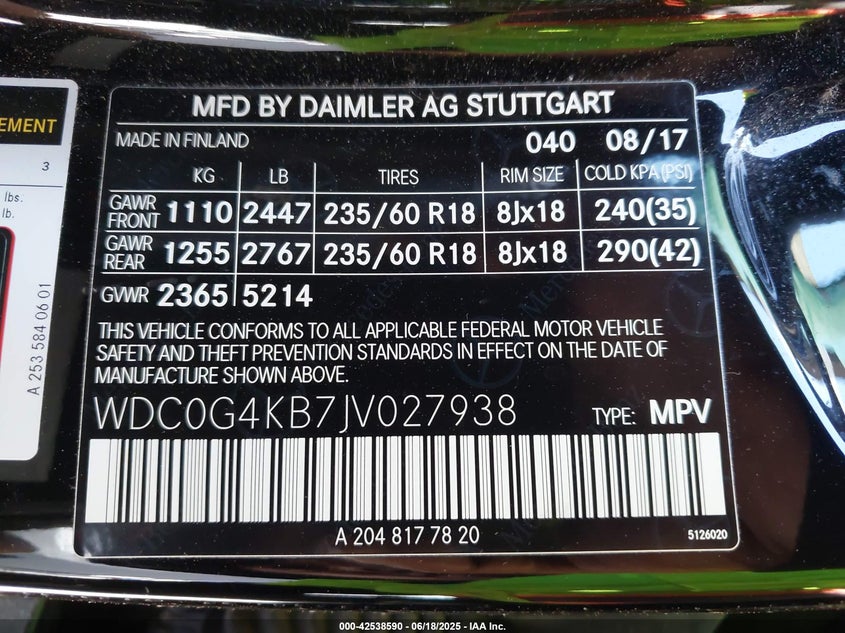 MFD BY DAIMLER AG STUTTGART
MADE IN FINLAND 040 08/17
KG LB TIRES RIM SIZE COLD KPA(PSI)
GAWR FRONT 1110 2447 235/60 R18 8Jx18 240(35)
GAWR REAR 1255 2767 235/60 R18 8Jx18 290(42)
GVWR 2365 5214
THIS VEHICLE CONFORMS TO ALL APPLICABLE FEDERAL MOTOR VEHICLE
SAFETY AND THEFT PREVENTION STANDARDS IN EFFECT ON THE DATE OF
MANUFACTURE SHOWN ABOVE.
WDC0G4KB7JV027938 TYPE: MPV
A 204 817 78 20
5126020
EMENT
3
lbs.
lb.
A 253 584 06 01
000-42538590 - 06/18/2025 - IAA Inc.